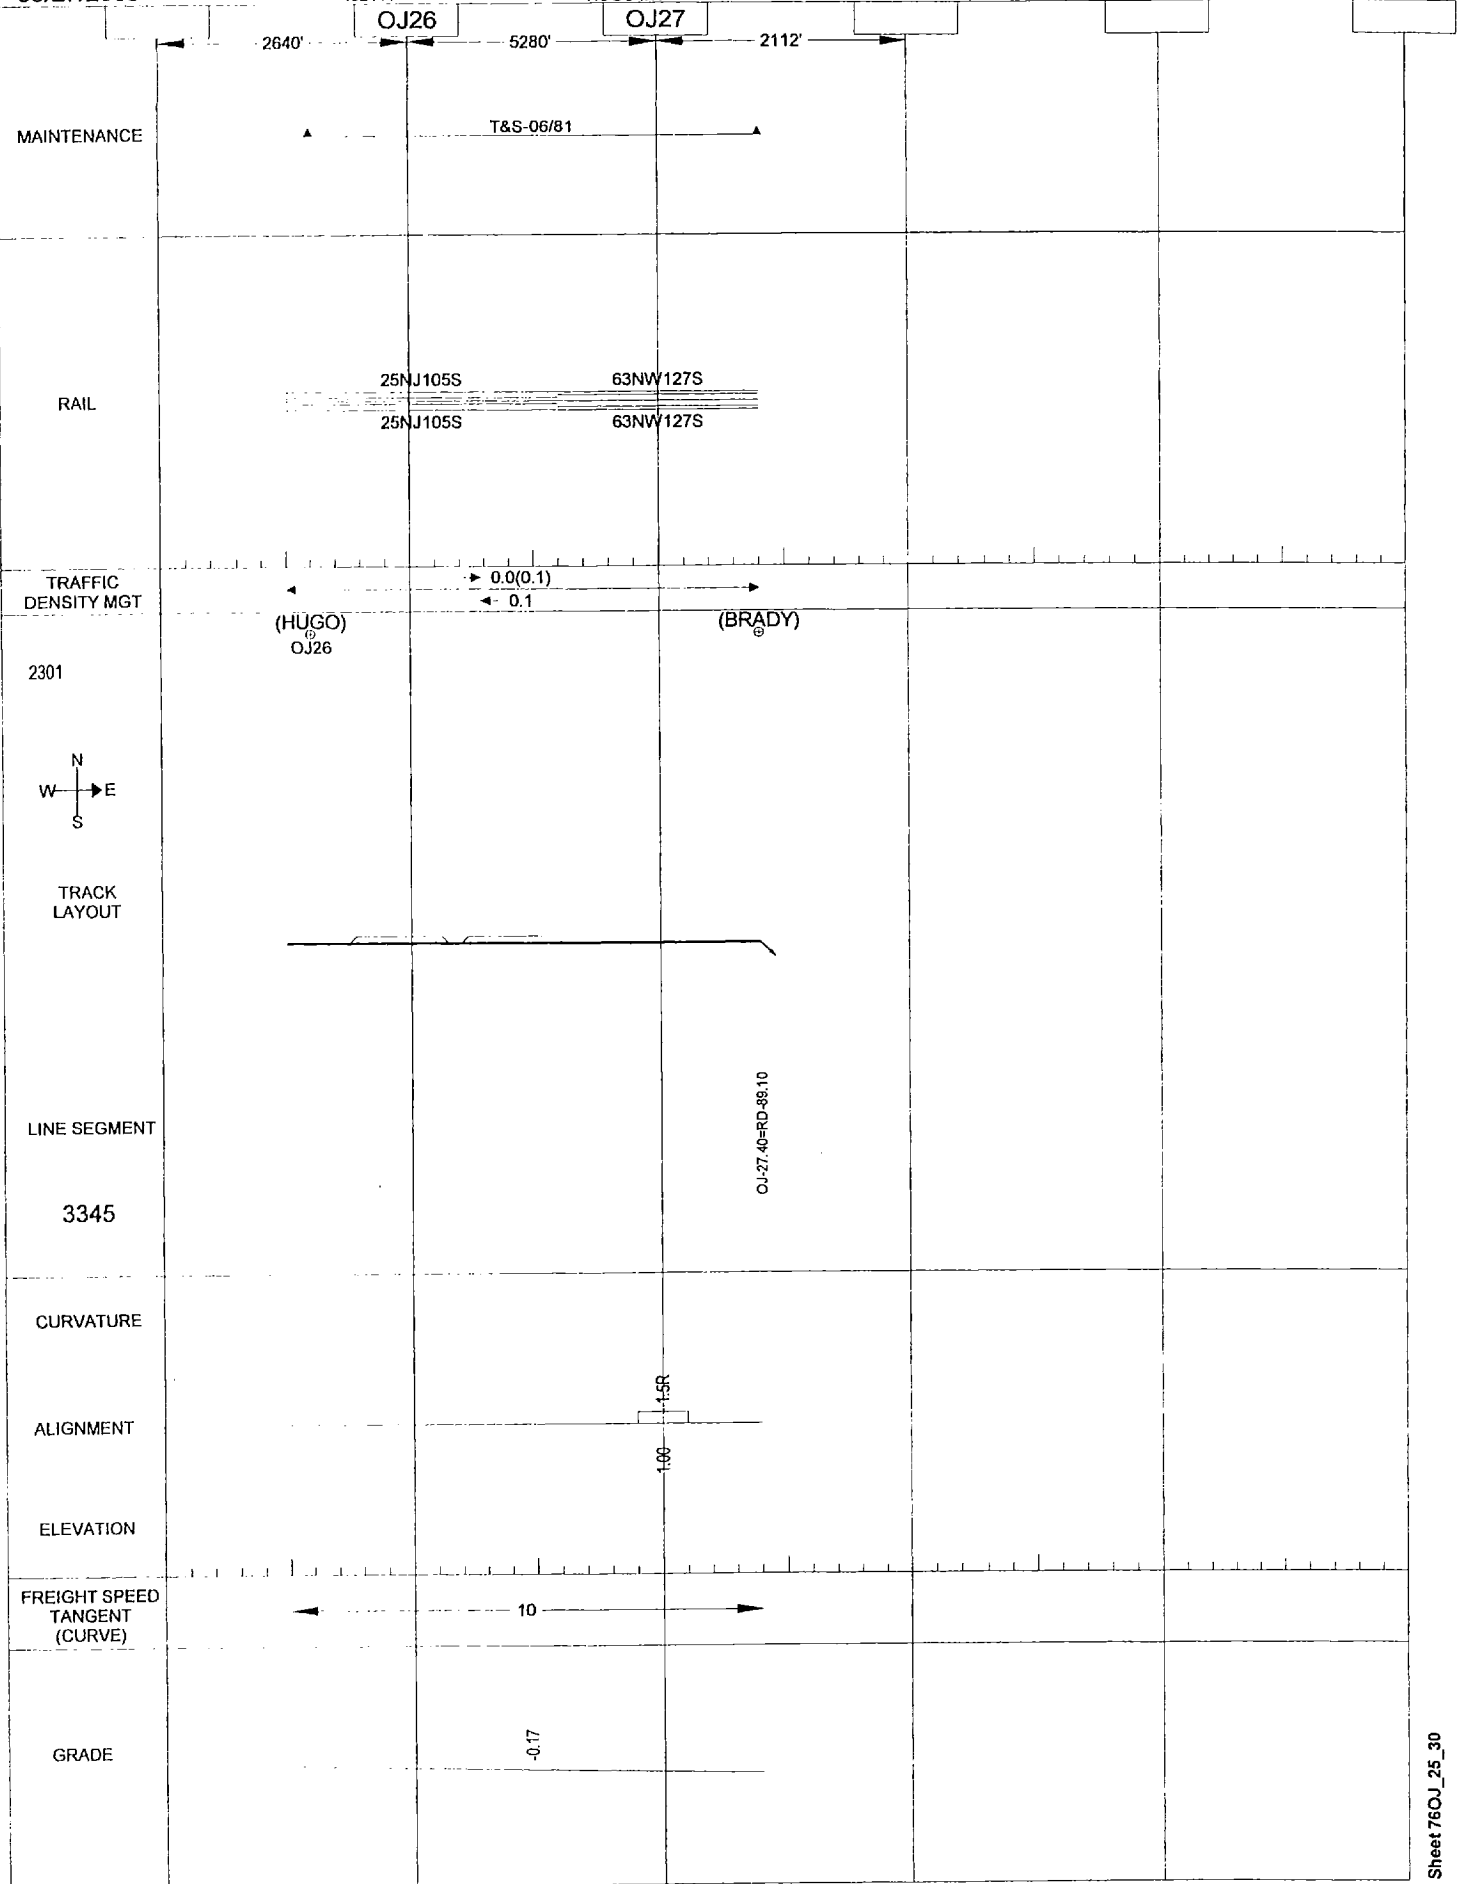 OJ26
OJ27
2640'
5280'
2112'
MAINTENANCE
T&S-06/81
RAIL
25NJ105S
63NW127S
25NJ105S
63NW127S
TRAFFIC
DENSITY MGT
0.0(0.1)
0.1
(HUGO)
OJ26
(BRADY)
2301
N
W
E
S
TRACK
LAYOUT
OJ-27.40=RD-89.10
LINE SEGMENT
3345
CURVATURE
1.5R
ALIGNMENT
1.00
ELEVATION
FREIGHT SPEED
TANGENT
(CURVE)
10
GRADE
-0.17
Sheet 76OJ_25_30